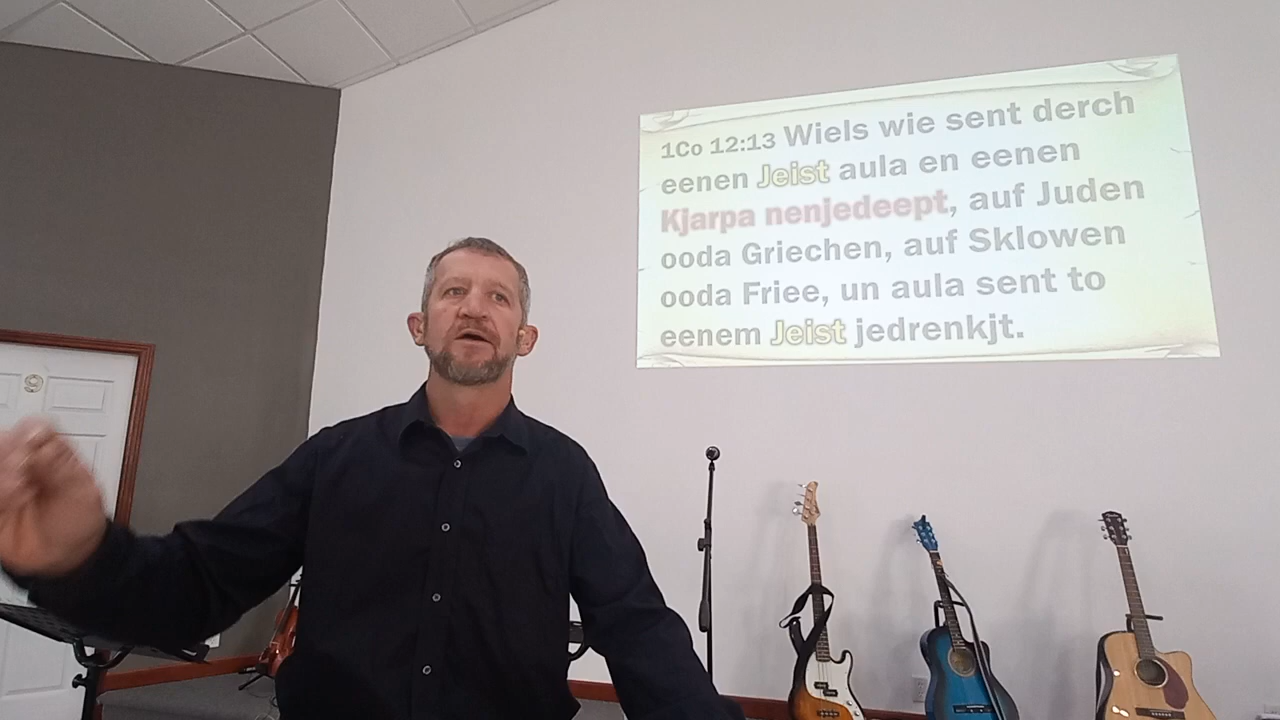 1Co 12:13 Wiels wie sent derch
eenen Jeist aula en eenen
Kjarpa nenjedeept, auf Juden
ooda Griechen, auf Sklowen
ooda Friee, un aula sent to
eenem Jeist jedrenkjt.